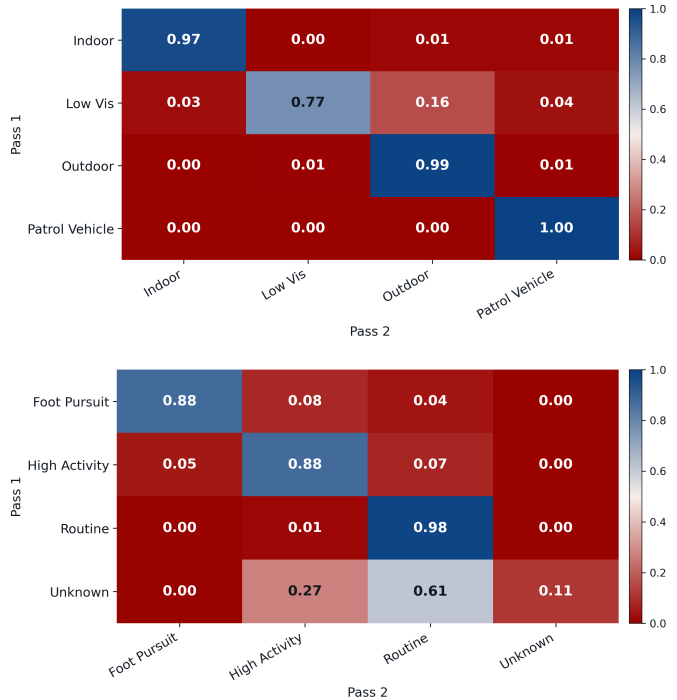 1.0
Indoor 0.97 0.00 0.01 0.01
0.8
Low Vis 0.03 0.77 0.16 0.04
0.6
Pass 1
0.4
Outdoor 0.00 0.01 0.99 0.01
0.2
Patrol Vehicle 0.00 0.00 0.00 1.00
0.0
Indoor Low Vis Outdoor Patrol Vehicle
Pass 2
1.0
Foot Pursuit 0.88 0.08 0.04 0.00
0.8
High Activity 0.05 0.88 0.07 0.00
0.6
Pass 1
0.4
Routine 0.00 0.01 0.98 0.00
0.2
Unknown 0.00 0.27 0.61 0.11
0.0
Foot Pursuit High Activity Routine Unknown
Pass 2